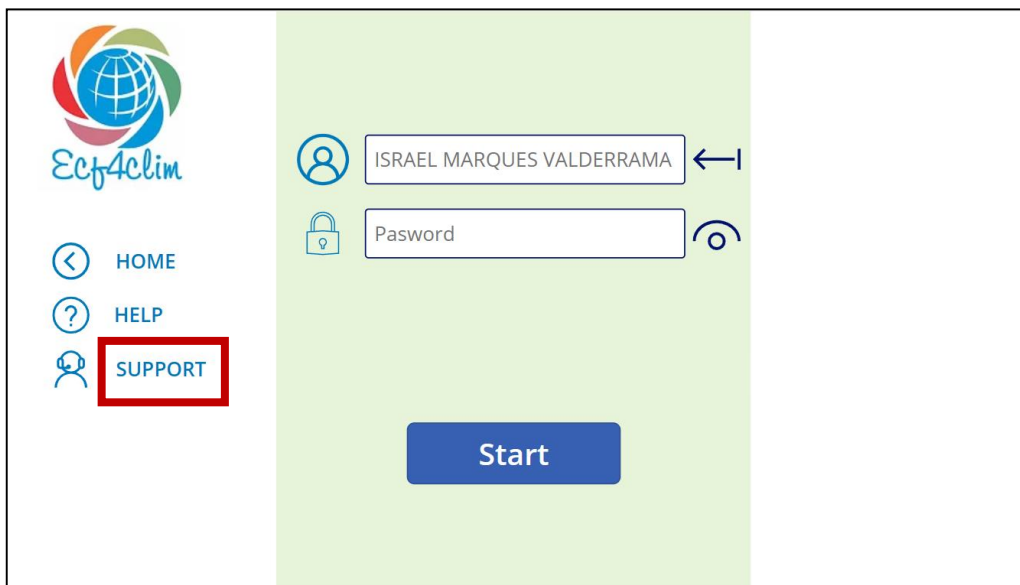 Ecf4clim
HOME
HELP
SUPPORT
ISRAEL MARQUES VALDERRAMA
Pasword
Start